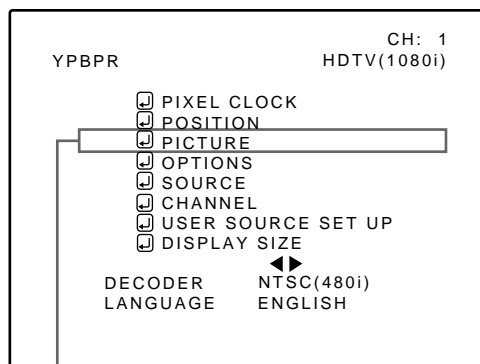 CH: 1
YPBPR HDTV(1080i)
PIXEL CLOCK
POSITION
PICTURE
OPTIONS
SOURCE
CHANNEL
USER SOURCE SET UP
DISPLAY SIZE
DECODER NTSC(480i)
LANGUAGE ENGLISH